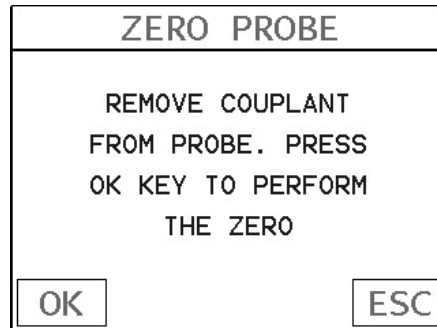 ZERO PROBE
REMOVE COUPLANT
FROM PROBE. PRESS
OK KEY TO PERFORM
THE ZERO
OK
ESC